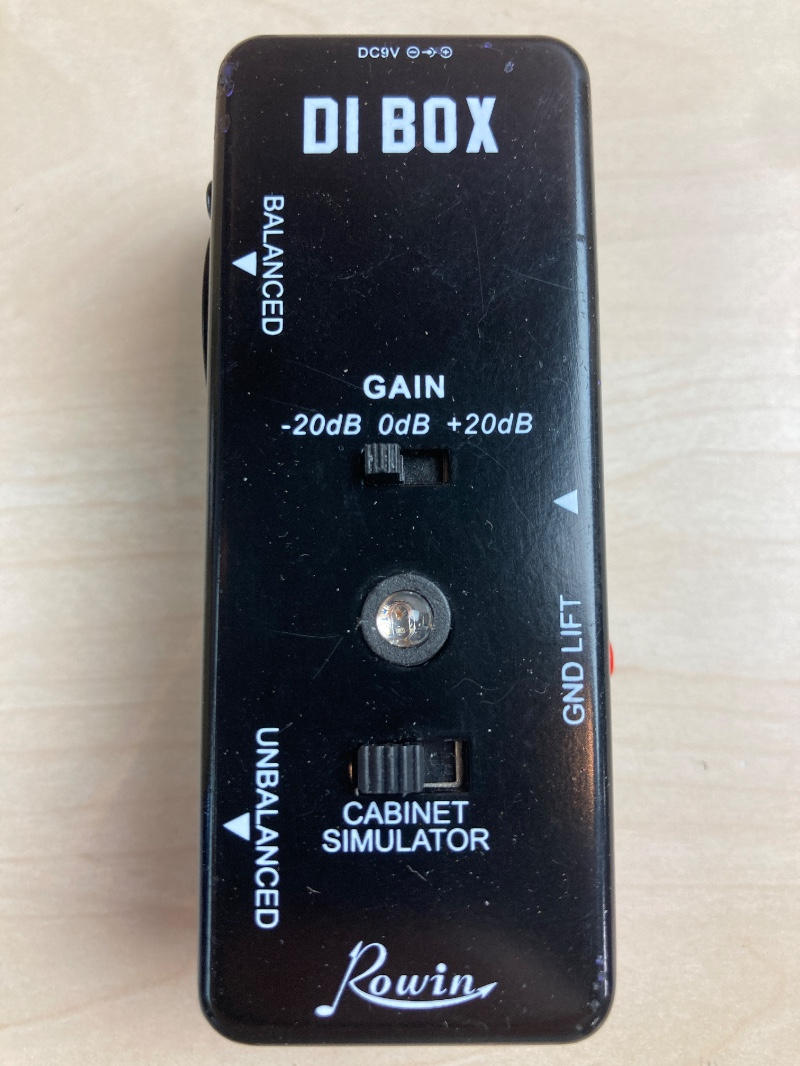 DC9V
DI BOX
BALANCED
GAIN
-20dB 0dB +20dB
GND LIFT
UNBALANCED
CABINET
SIMULATOR
Rowin